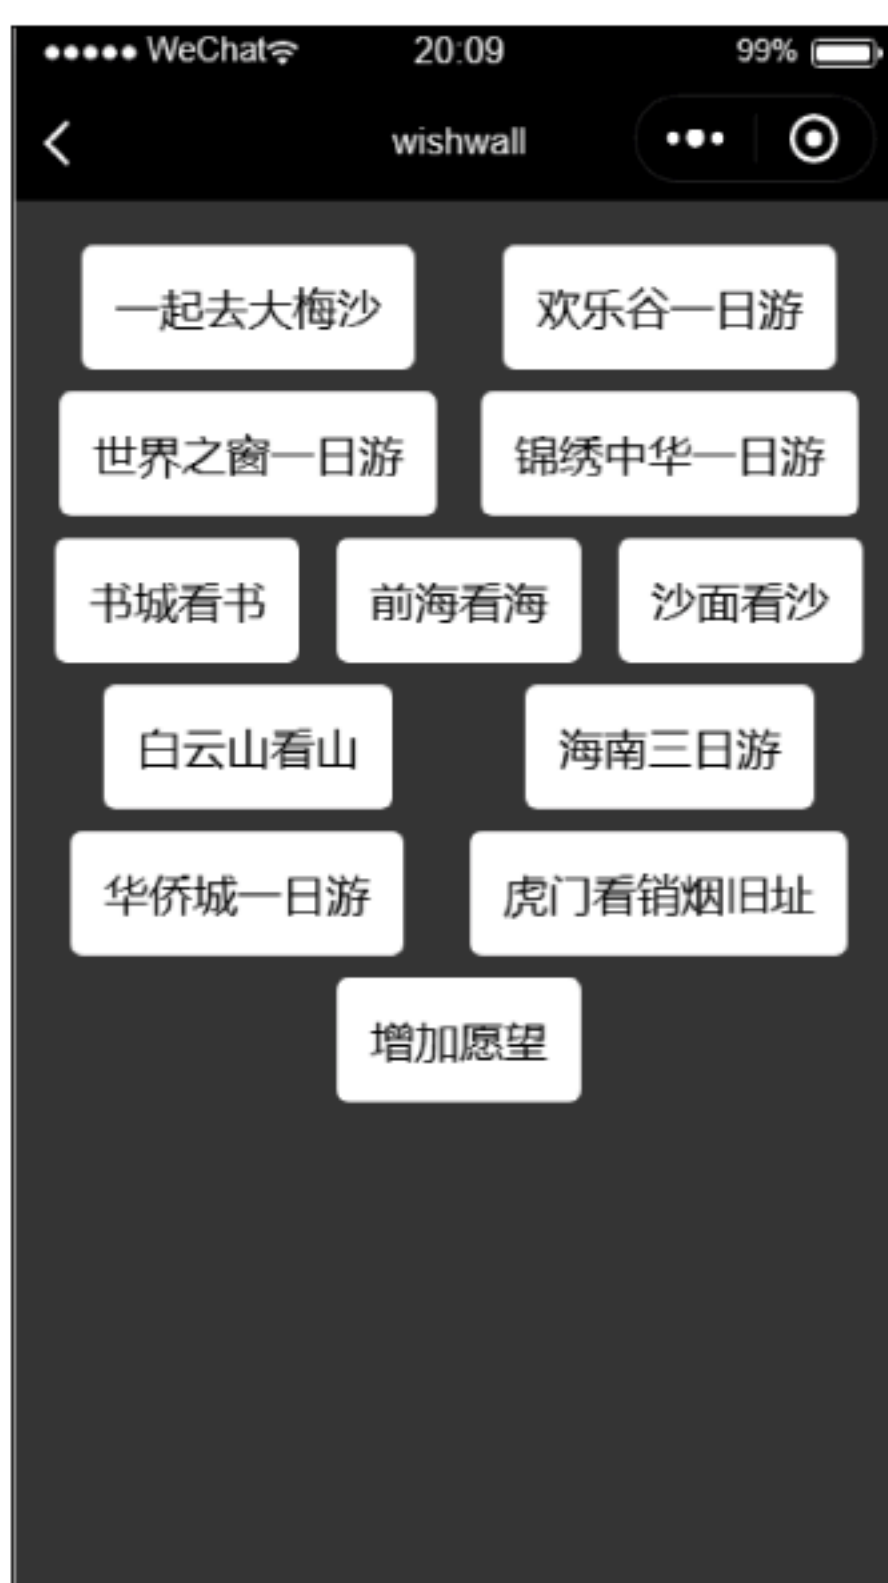 WeChat 20:09 99%
wishwall
一起去大梅沙 欢乐谷一日游
世界之窗一日游 锦绣中华一日游
书城看书 前海看海 沙面看沙
白云山看山 海南三日游
华侨城一日游 虎门看销烟旧址
增加愿望